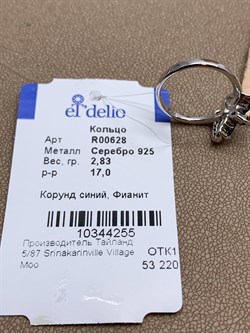 el'delio
Кольцо
Арт R00628
Металл Серебро 925
Вес, гр. 2,83
р-р 17,0
Корунд синий, Фианит
10344255
Производитель Тайланд
5/87 Srinakarinville Village
Moo
ОТК1
53 220